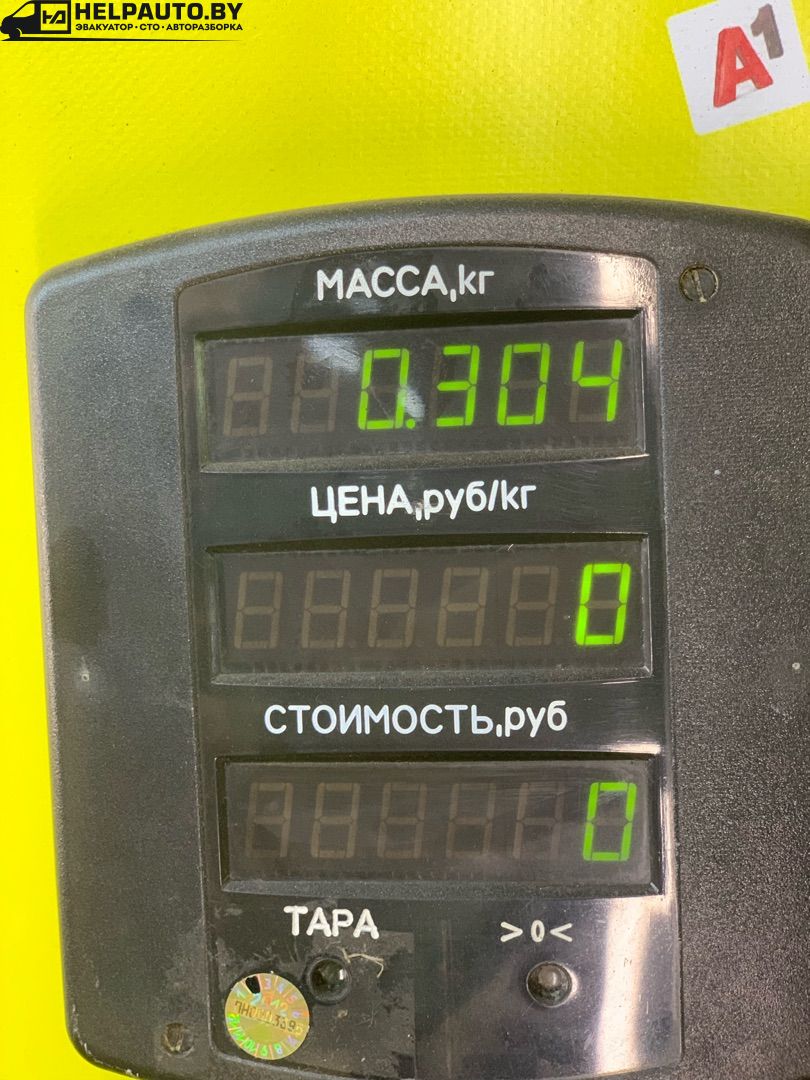 HELPAUTO.BY
ЭВАКУАТОР•СТО•АВТОРАЗБОРКА
A1
МАССА,кг
0.304
ЦЕНА,руб/кг
0
СТОИМОСТЬ,руб
0
ТАРА
>0<